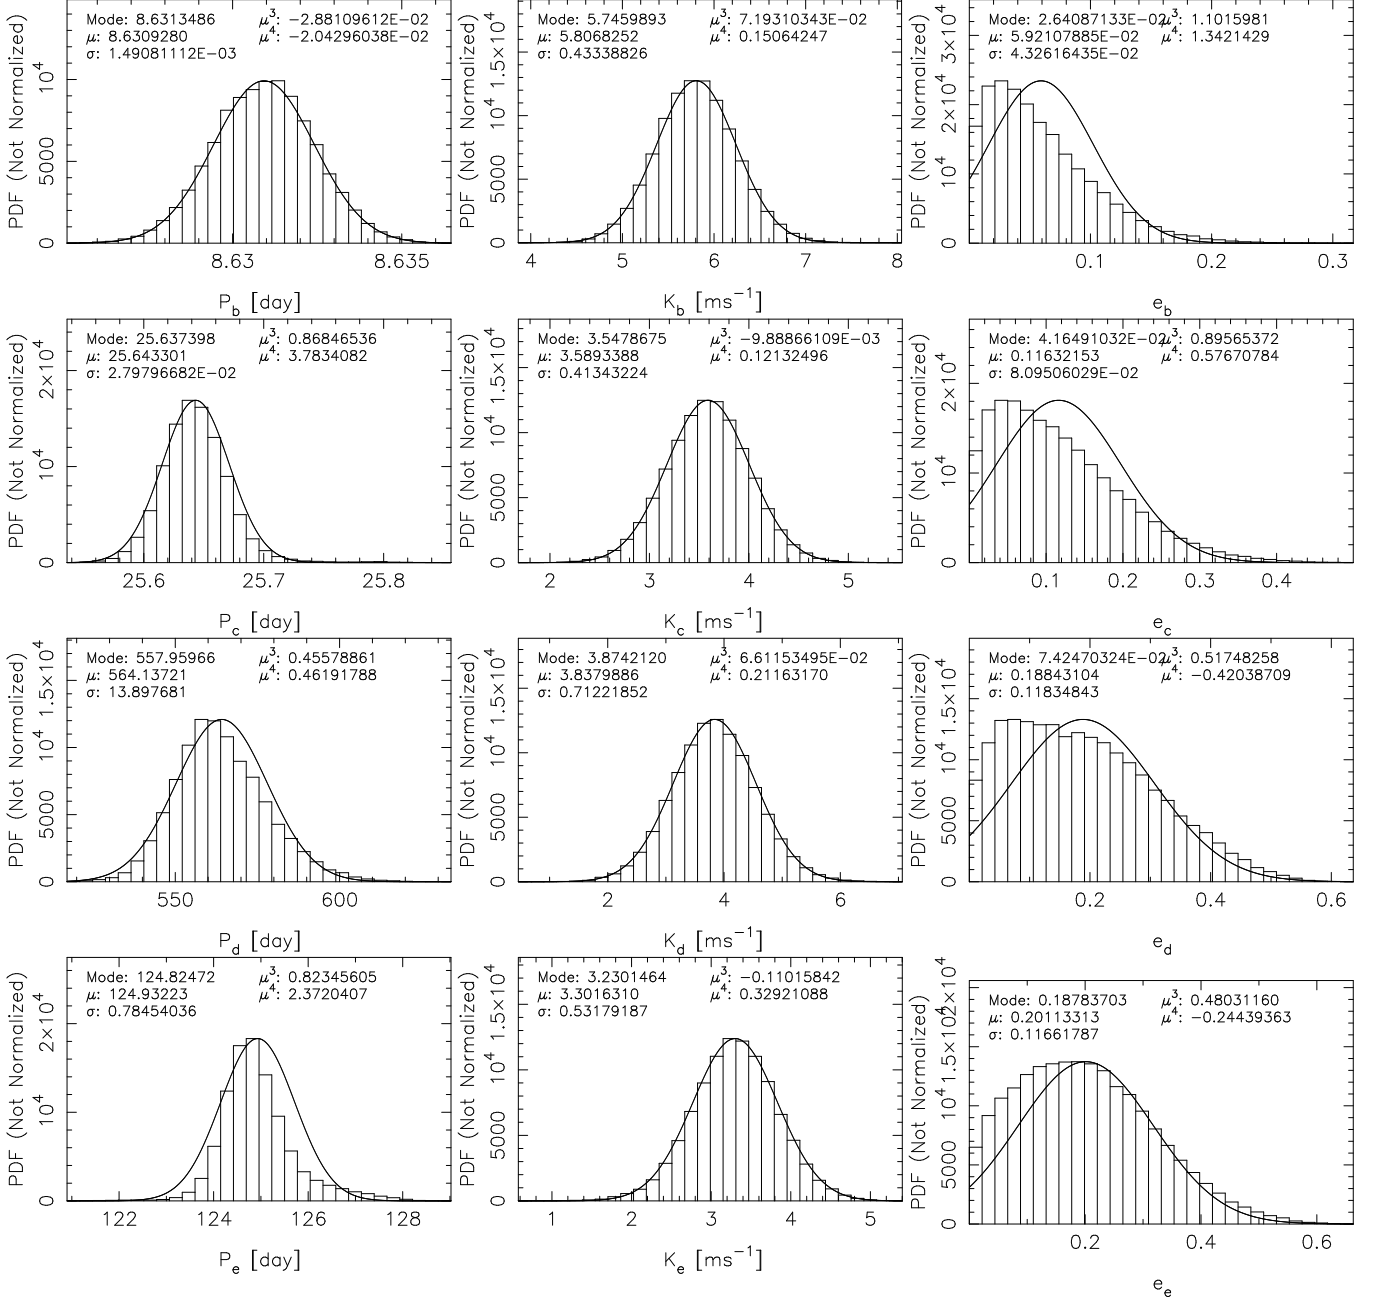 Mode: 8.6313486 μ³: −2.88109612E−02
μ: 8.6309280 μ⁴: −2.04296038E−02
σ: 1.49081112E−03
PDF (Not Normalized)
0 5000 10⁴
8.63 8.635
P_b [day]
Mode: 5.7459893 μ³: 7.19310343E−02
μ: 5.8068252 μ⁴: 0.15064247
σ: 0.43338826
PDF (Not Normalized)
0 5000 10⁴ 1.5×10⁴
4 5 6 7 8
K_b [ms⁻¹]
Mode: 2.64087133E−02 μ³: 1.1015981
μ: 5.92107885E−02 μ⁴: 1.3421429
σ: 4.32616435E−02
PDF (Not Normalized)
0 10⁴ 2×10⁴ 3×10⁴
0.1 0.2 0.3
e_b
Mode: 25.637398 μ³: 0.86846536
μ: 25.643301 μ⁴: 3.7834082
σ: 2.79796682E−02
PDF (Not Normalized)
0 10⁴ 2×10⁴
25.6 25.7 25.8
P_c [day]
Mode: 3.5478675 μ³: −9.88866109E−03
μ: 3.5893388 μ⁴: 0.12132496
σ: 0.41343224
PDF (Not Normalized)
0 5000 10⁴ 1.5×10⁴
2 3 4 5
K_c [ms⁻¹]
Mode: 4.16491032E−02 μ³: 0.89565372
μ: 0.11632153 μ⁴: 0.57670784
σ: 8.09506029E−02
PDF (Not Normalized)
0 10⁴ 2×10⁴
0.1 0.2 0.3 0.4
e_c
Mode: 557.95966 μ³: 0.45578861
μ: 564.13721 μ⁴: 0.46191788
σ: 13.897681
PDF (Not Normalized)
0 5000 10⁴ 1.5×10⁴
550 600
P_d [day]
Mode: 3.8742120 μ³: 6.61153495E−02
μ: 3.8379886 μ⁴: 0.21163170
σ: 0.71221852
PDF (Not Normalized)
0 5000 10⁴ 1.5×10⁴
2 4 6
K_d [ms⁻¹]
Mode: 7.42470324E−02 μ³: 0.51748258
μ: 0.18843104 μ⁴: −0.42038709
σ: 0.11834843
PDF (Not Normalized)
0 5000 10⁴ 1.5×10⁴
0.2 0.4 0.6
e_d
Mode: 124.82472 μ³: 0.82345605
μ: 124.93223 μ⁴: 2.3720407
σ: 0.78454036
PDF (Not Normalized)
0 10⁴ 2×10⁴
122 124 126 128
P_e [day]
Mode: 3.2301464 μ³: −0.11015842
μ: 3.3016310 μ⁴: 0.32921088
σ: 0.53179187
PDF (Not Normalized)
0 5000 10⁴ 1.5×10⁴
1 2 3 4 5
K_e [ms⁻¹]
Mode: 0.18783703 μ³: 0.48031160
μ: 0.20113313 μ⁴: −0.24439363
σ: 0.11661787
PDF (Not Normalized)
0 5000 10⁴ 1.5×10⁴ 2×10⁴
0.2 0.4 0.6
e_e